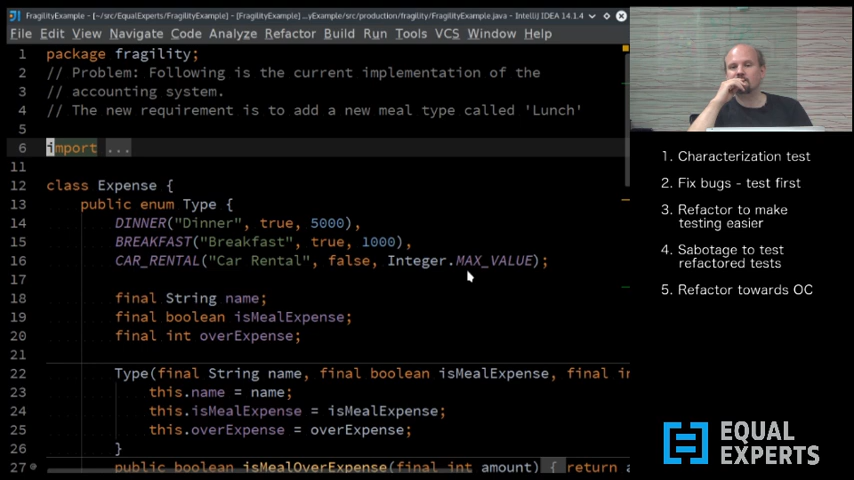 FragilityExample - [~/src/EqualExperts/FragilityExample] - [FragilityExample] ...yExample/src/production/fragility/FragilityExample.java - IntelliJ IDEA 14.1.4
File Edit View Navigate Code Analyze Refactor Build Run Tools VCS Window Help
1 package fragility;
2 // Problem: Following is the current implementation of the
3 // accounting system.
4 // The new requirement is to add a new meal type called 'Lunch'
5
6 import ...
11
12 class Expense {
13 public enum Type {
14 DINNER("Dinner", true, 5000),
15 BREAKFAST("Breakfast", true, 1000),
16 CAR_RENTAL("Car Rental", false, Integer.MAX_VALUE);
17
18 final String name;
19 final boolean isMealExpense;
20 final int overExpense;
21
22 Type(final String name, final boolean isMealExpense, final in
23 this.name = name;
24 this.isMealExpense = isMealExpense;
25 this.overExpense = overExpense;
26 }
27 public boolean isMealOverExpense(final int amount) { return a
1. Characterization test
2. Fix bugs - test first
3. Refactor to make
testing easier
4. Sabotage to test
refactored tests
5. Refactor towards OC
EQUAL
EXPERTS